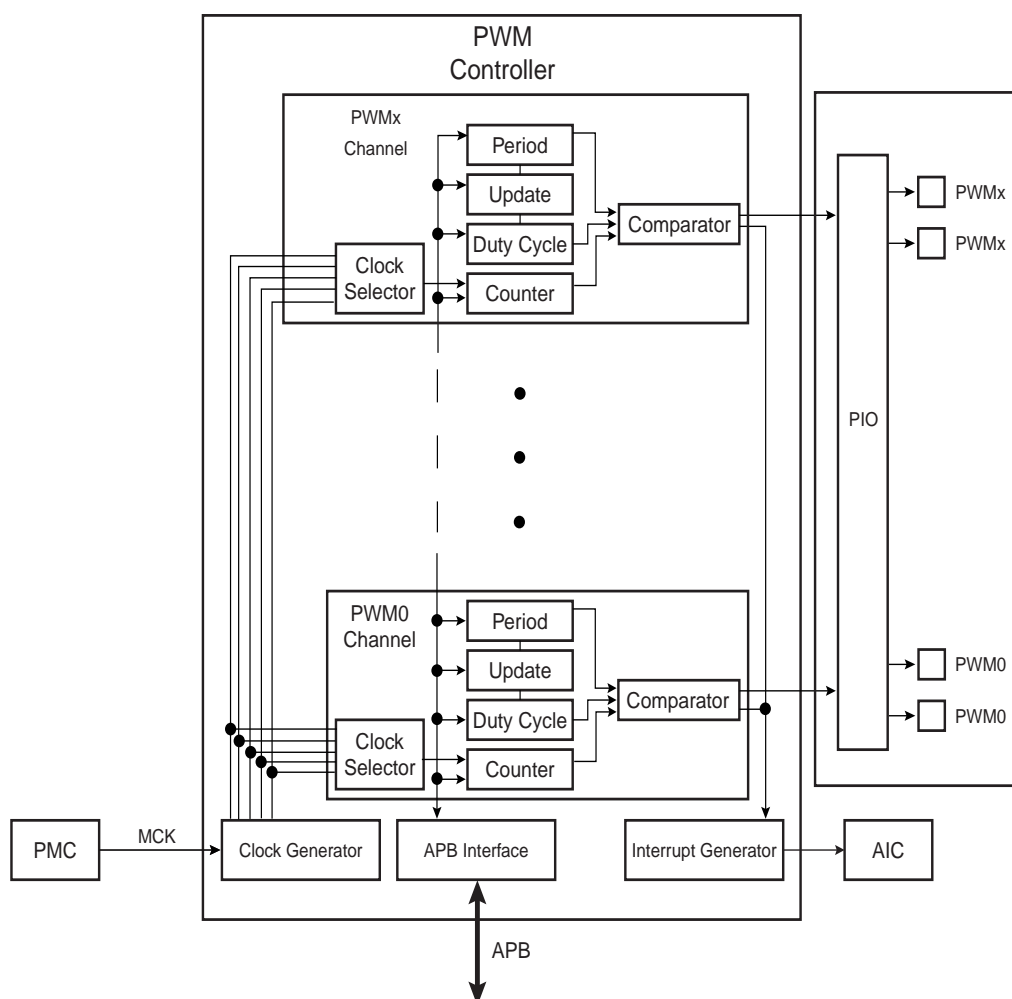 PWM
Controller
PWMx
Channel
Period
Update
Duty Cycle
Counter
Clock
Selector
Comparator
PIO
PWMx
PWMx
PWM0
Channel
Period
Update
Duty Cycle
Counter
Clock
Selector
Comparator
PWM0
PWM0
PMC
MCK
Clock Generator
APB Interface
Interrupt Generator
AIC
APB